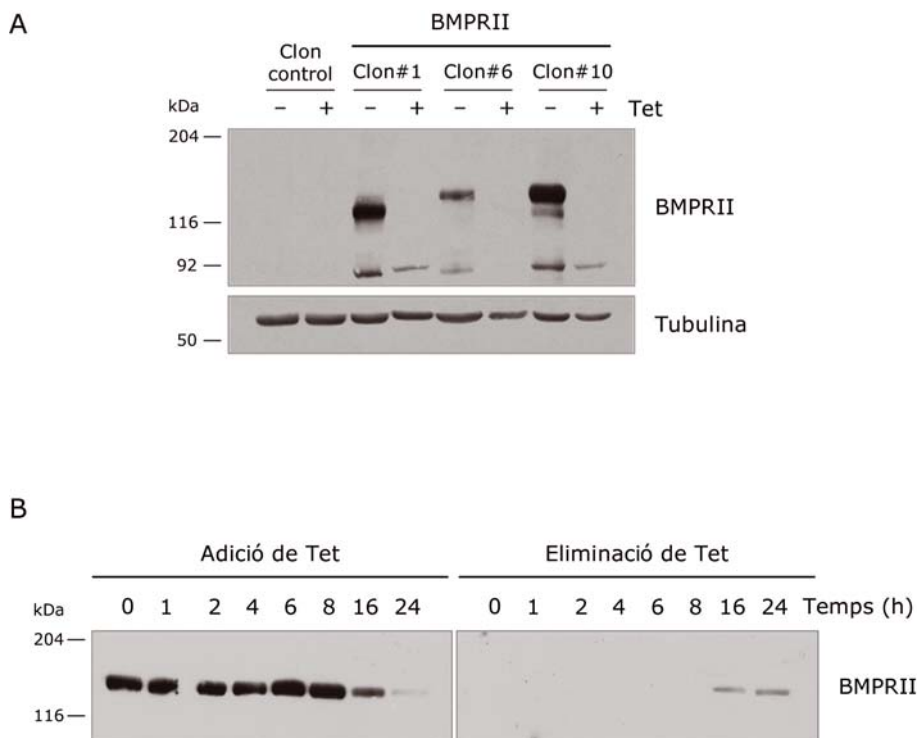 A
BMPRII
Clon control
Clon#1 Clon#6 Clon#10
kDa – + – + – + – + Tet
204
116
92
BMPRII
50
Tubulina
B
Adició de Tet Eliminació de Tet
kDa 0 1 2 4 6 8 16 24 0 1 2 4 6 8 16 24 Temps (h)
204
116
BMPRII